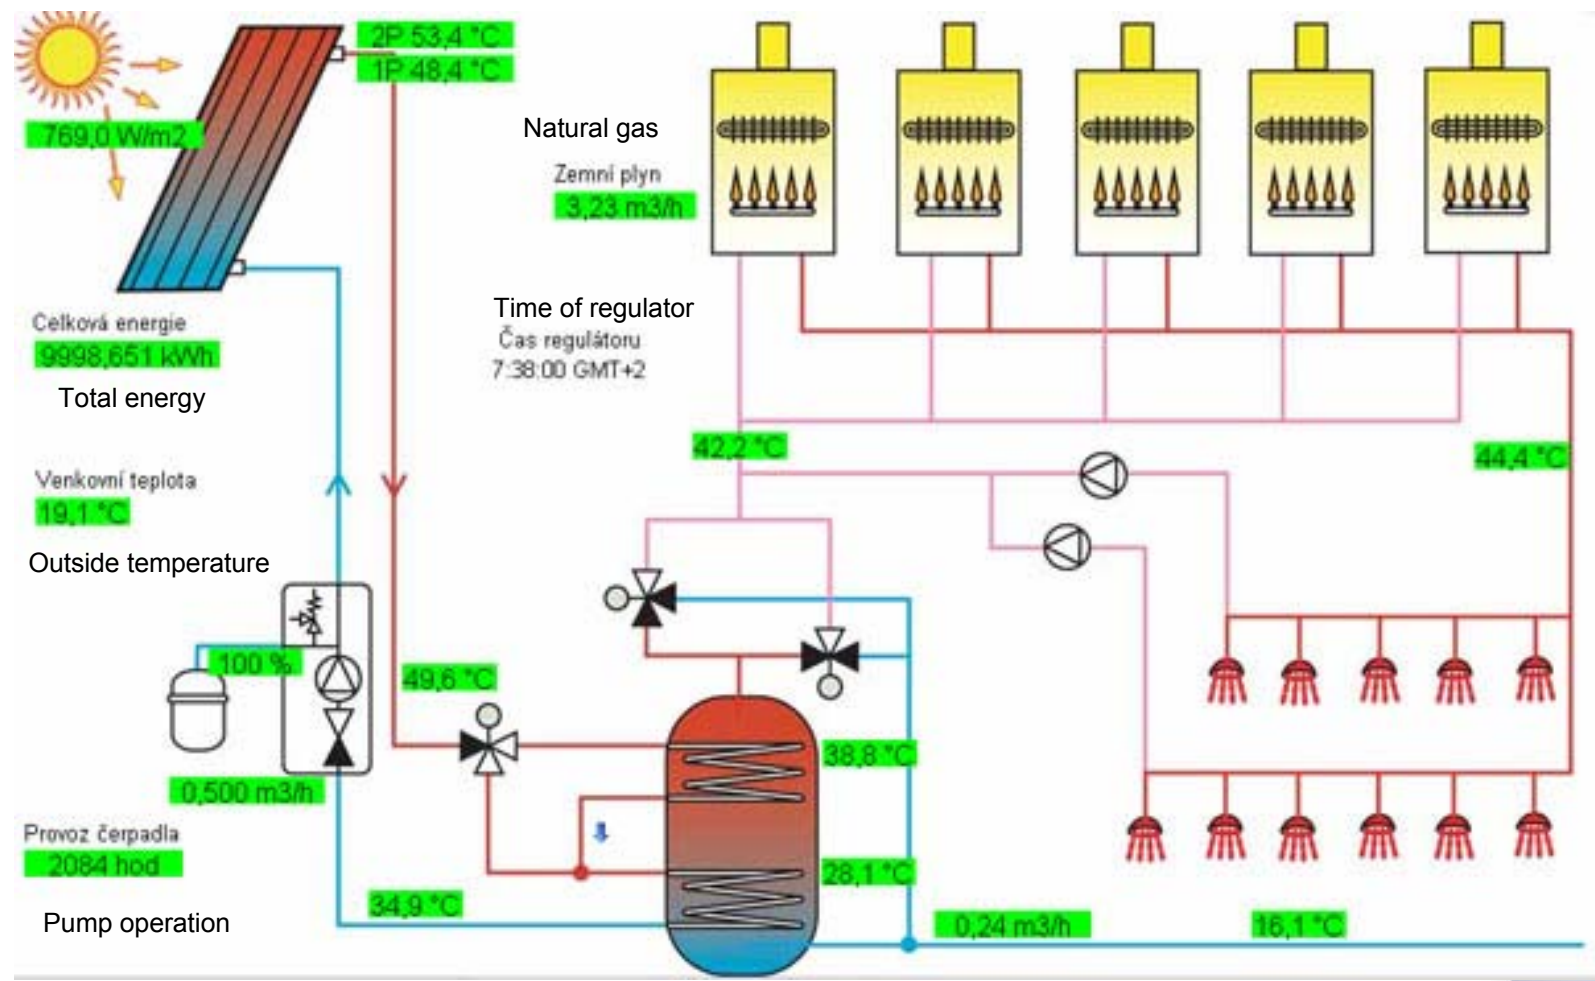 2P 53,4 °C
1P 48,4 °C
769,0 W/m2
Natural gas
Zemní plyn
3,23 m3/h
Celková energie
9998,651 kWh
Total energy
Time of regulator
Čas regulátoru
7:38:00 GMT+2
42,2 °C
44,4 °C
Venkovní teplota
19,1 °C
Outside temperature
100 %
49,6 °C
38,8 °C
0,500 m3/h
Provoz čerpadla
2084 hod
Pump operation
28,1 °C
34,9 °C
0,24 m3/h
16,1 °C